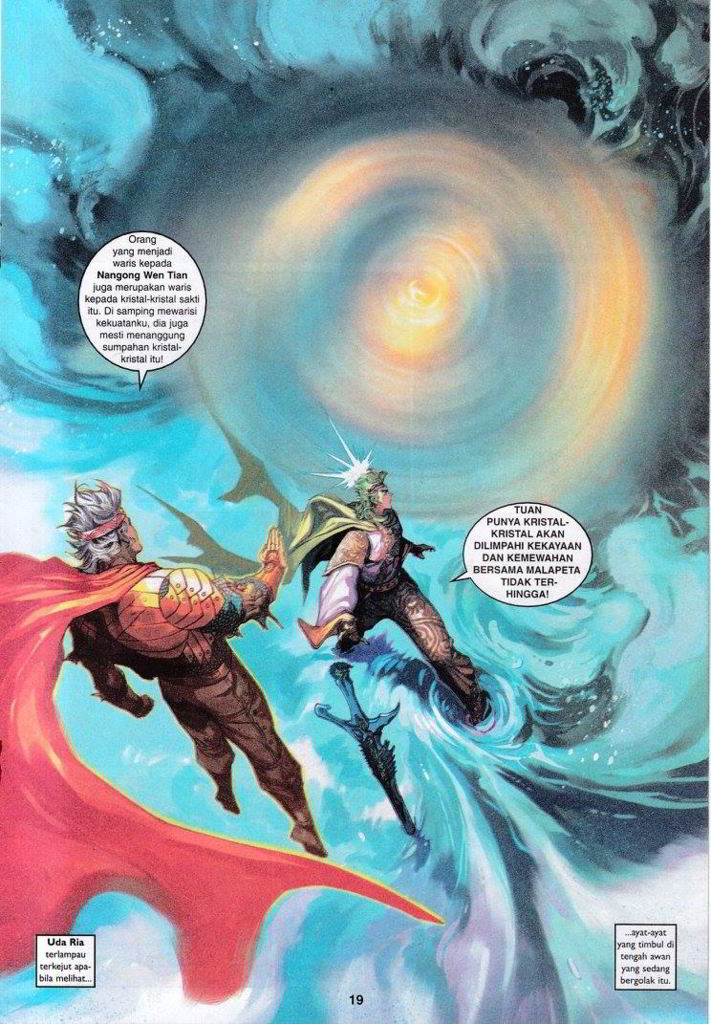 Orang
yang menjadi
waris kepada
Nangong Wen Tian
juga merupakan waris
kepada kristal-kristal sakti
itu. Di samping mewarisi
kekuatanku, dia juga
mesti menanggung
sumpahan kristal-
kristal itu!
TUAN
PUNYA KRISTAL-
KRISTAL AKAN
DILIMPAHI KEKAYAAN
DAN KEMEWAHAN
BERSAMA MALAPETA
TIDAK TER-
HINGGA!
Uda Ria
terlampau
terkejut apa-
bila melihat...
...ayat-ayat
yang timbul di
tengah awan
yang sedang
bergolak itu.
19